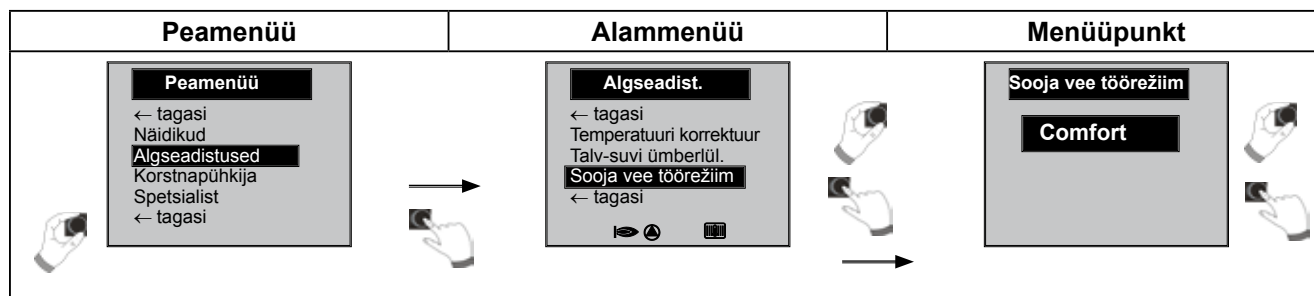 Peamenüü
Alammenüü
Menüüpunkt
Peamenüü
← tagasi
Näidikud
Algseadistused
Korstnapühkija
Spetsialist
← tagasi
Algseadist.
← tagasi
Temperatuuri korrektuur
Talv-suvi ümberlül.
Sooja vee töörežiim
← tagasi
Sooja vee töörežiim
Comfort